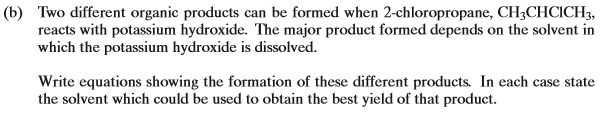 (b) Two different organic products can be formed when 2-chloropropane, CH3CHClCH3,
reacts with potassium hydroxide. The major product formed depends on the solvent in
which the potassium hydroxide is dissolved.
Write equations showing the formation of these different products. In each case state
the solvent which could be used to obtain the best yield of that product.